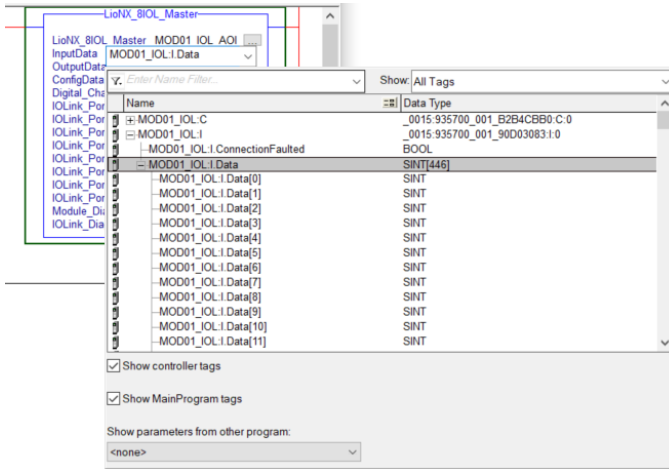 LioNX_8IOL_Master
LioNX_8IOL_Master MOD01_IOL_AOI ...
InputData MOD01_IOL:I.Data
OutputData
ConfigData
Enter Name Filter...
Show: All Tags
Name Data Type
MOD01_IOL:C _0015:935700_001_B2B4CBB0:C:0
MOD01_IOL:I _0015:935700_001_90D03083:I:0
MOD01_IOL:I.ConnectionFaulted BOOL
MOD01_IOL:I.Data SINT[446]
MOD01_IOL:I.Data[0] SINT
MOD01_IOL:I.Data[1] SINT
MOD01_IOL:I.Data[2] SINT
MOD01_IOL:I.Data[3] SINT
MOD01_IOL:I.Data[4] SINT
MOD01_IOL:I.Data[5] SINT
MOD01_IOL:I.Data[6] SINT
MOD01_IOL:I.Data[7] SINT
MOD01_IOL:I.Data[8] SINT
MOD01_IOL:I.Data[9] SINT
MOD01_IOL:I.Data[10] SINT
MOD01_IOL:I.Data[11] SINT
Digital_Cha
IOLink_Por
IOLink_Por
IOLink_Por
IOLink_Por
IOLink_Por
IOLink_Por
IOLink_Por
IOLink_Por
Module_Dia
IOLink_Dia
Show controller tags
Show MainProgram tags
Show parameters from other program:
<none>